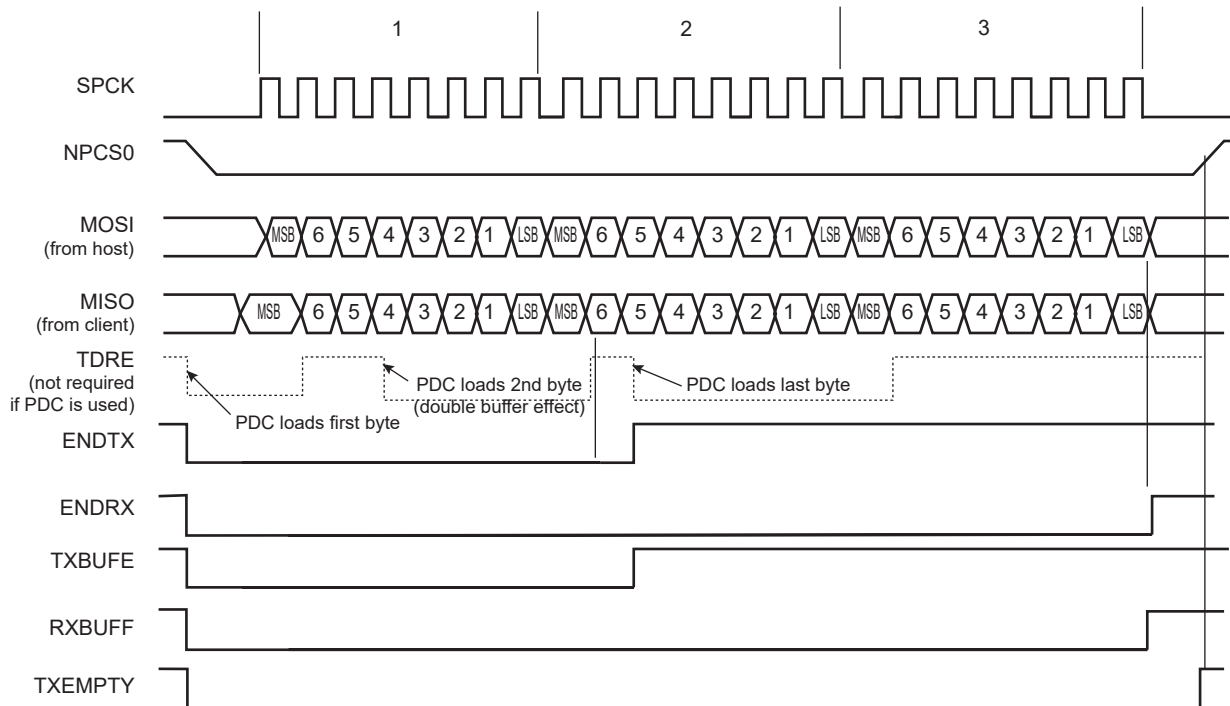 1 2 3
SPCK
NPCS0
MOSI
(from host)
MSB 6 5 4 3 2 1 LSB MSB 6 5 4 3 2 1 LSB MSB 6 5 4 3 2 1 LSB
MISO
(from client)
MSB 6 5 4 3 2 1 LSB MSB 6 5 4 3 2 1 LSB MSB 6 5 4 3 2 1 LSB
TDRE
(not required
if PDC is used)
PDC loads first byte
PDC loads 2nd byte
(double buffer effect)
PDC loads last byte
ENDTX
ENDRX
TXBUFE
RXBUFF
TXEMPTY